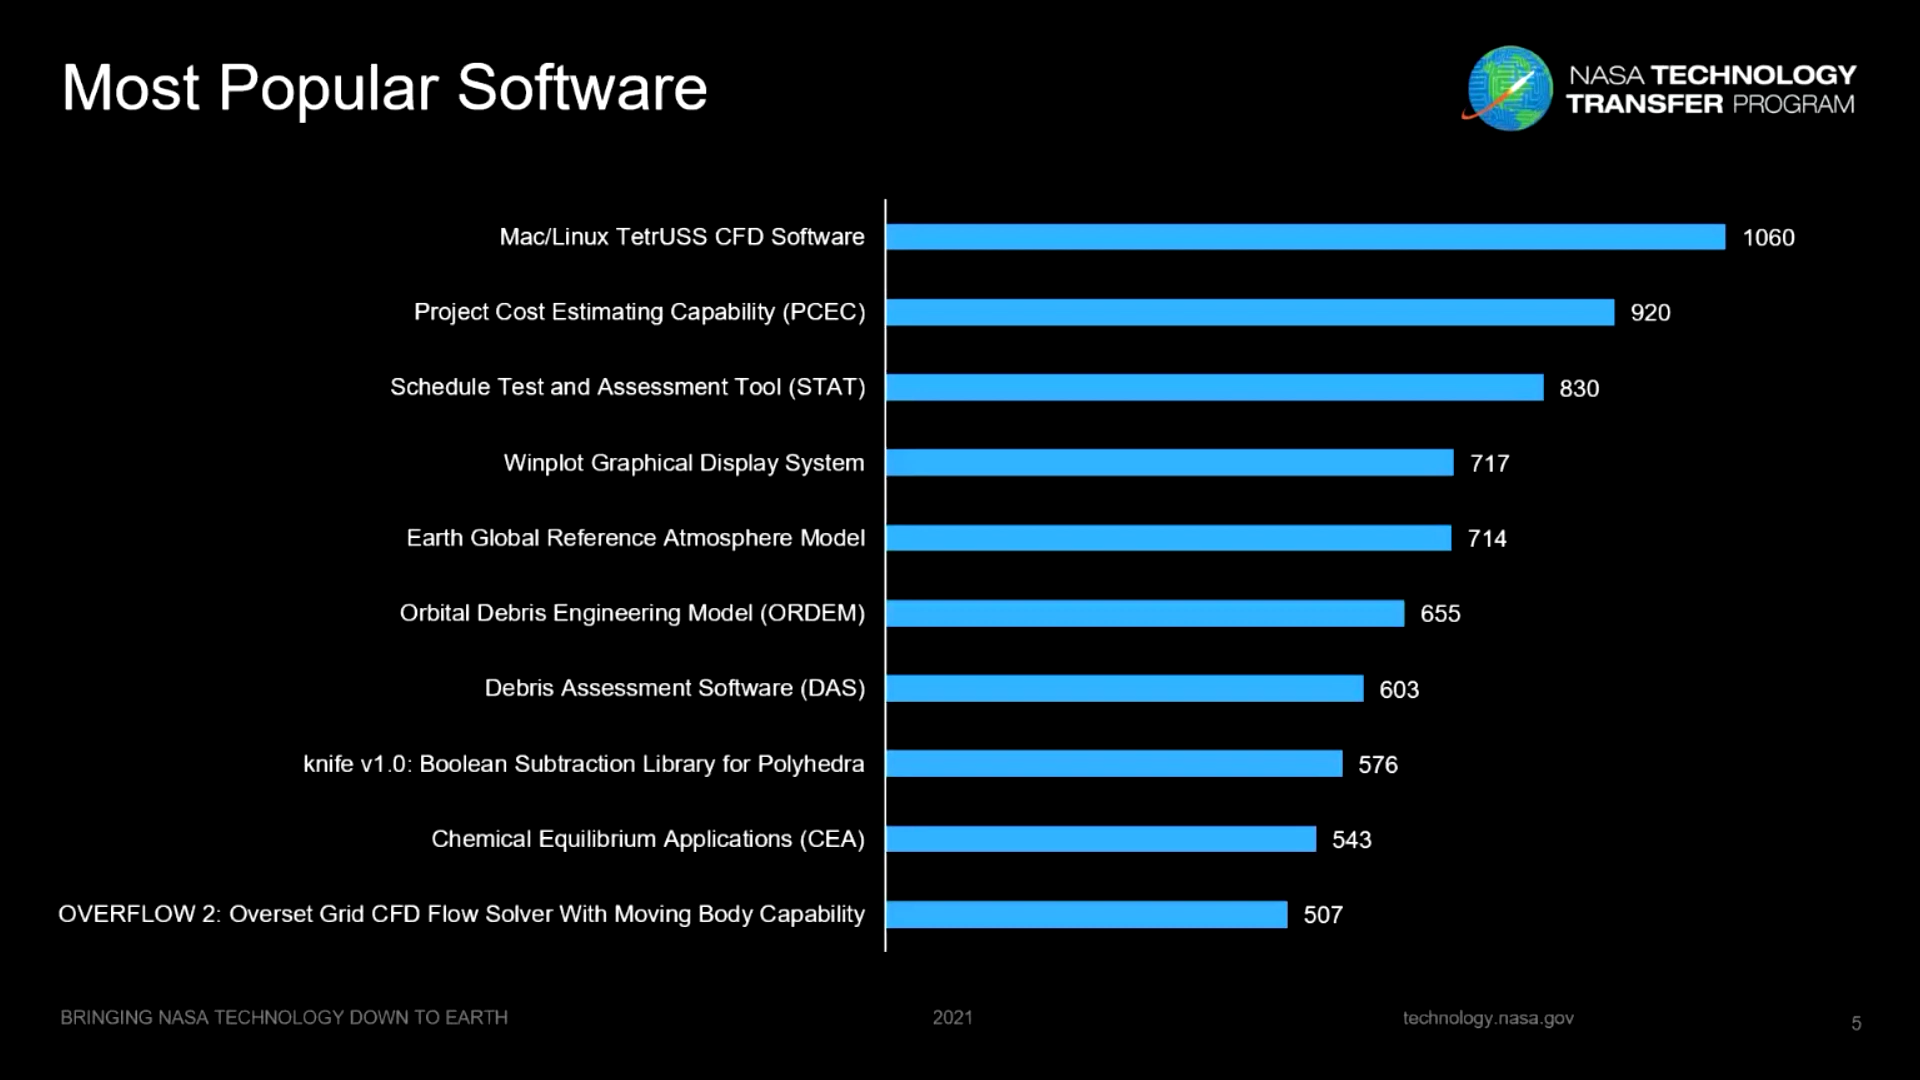 Most Popular Software
NASA TECHNOLOGY
TRANSFER PROGRAM
Mac/Linux TetrUSS CFD Software 1060
Project Cost Estimating Capability (PCEC) 920
Schedule Test and Assessment Tool (STAT) 830
Winplot Graphical Display System 717
Earth Global Reference Atmosphere Model 714
Orbital Debris Engineering Model (ORDEM) 655
Debris Assessment Software (DAS) 603
knife v1.0: Boolean Subtraction Library for Polyhedra 576
Chemical Equilibrium Applications (CEA) 543
OVERFLOW 2: Overset Grid CFD Flow Solver With Moving Body Capability 507
BRINGING NASA TECHNOLOGY DOWN TO EARTH 2021 technology.nasa.gov 5